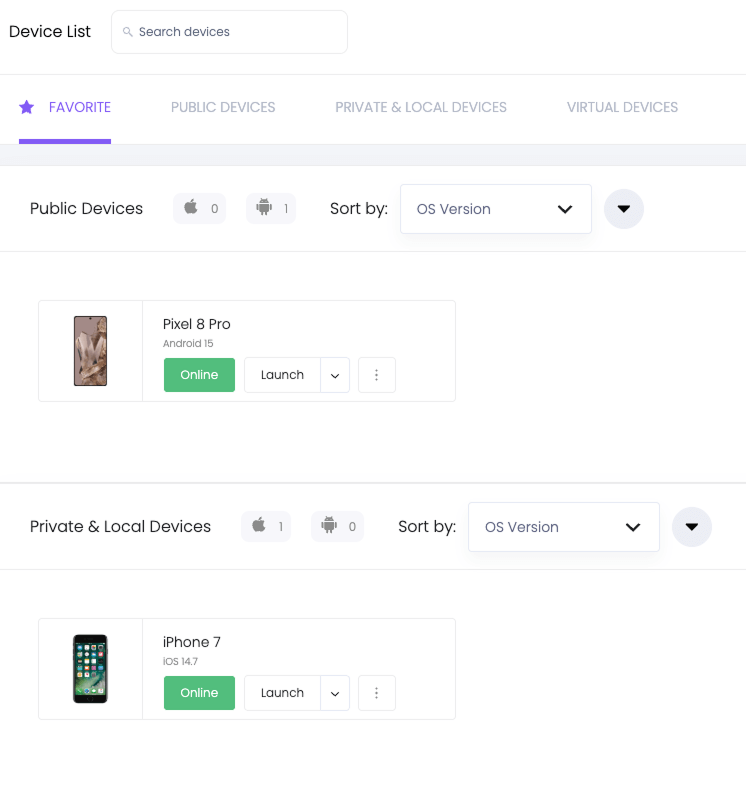 Device List
Search devices
FAVORITE
PUBLIC DEVICES
PRIVATE & LOCAL DEVICES
VIRTUAL DEVICES
Public Devices
0
1
Sort by:
OS Version
Pixel 8 Pro
Android 15
Online
Launch
Private & Local Devices
1
0
Sort by:
OS Version
iPhone 7
iOS 14.7
Online
Launch